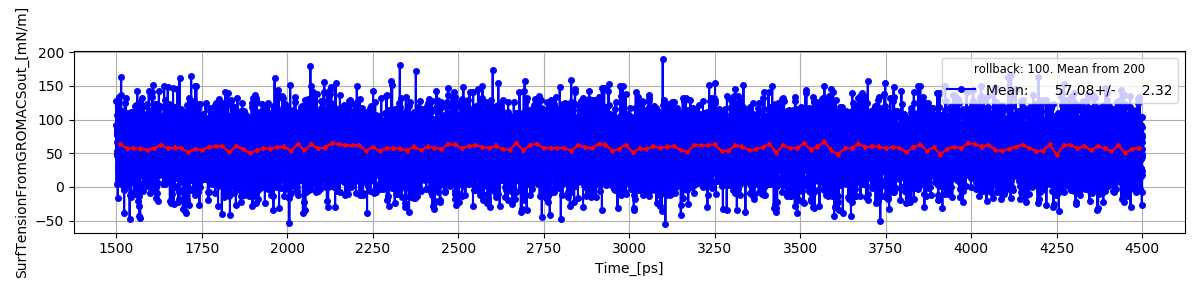 SurfTensionFromGROMACSout_[mN/m]
200
150
100
50
0
−50
rollback: 100. Mean from 200
Mean: 57.08+/- 2.32
1500 1750 2000 2250 2500 2750 3000 3250 3500 3750 4000 4250 4500
Time_[ps]